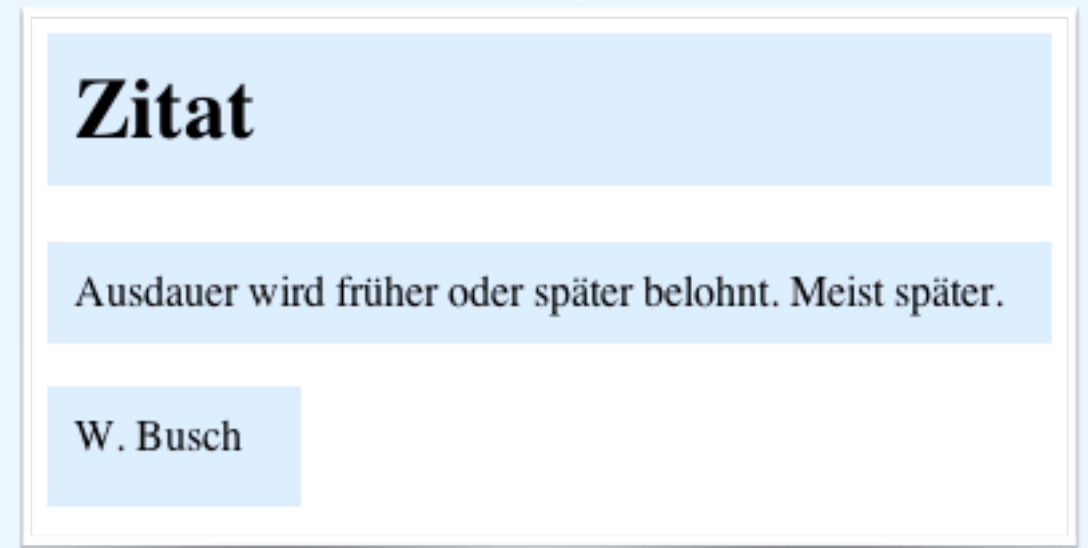 Zitat
Ausdauer wird früher oder später belohnt. Meist später.
W. Busch